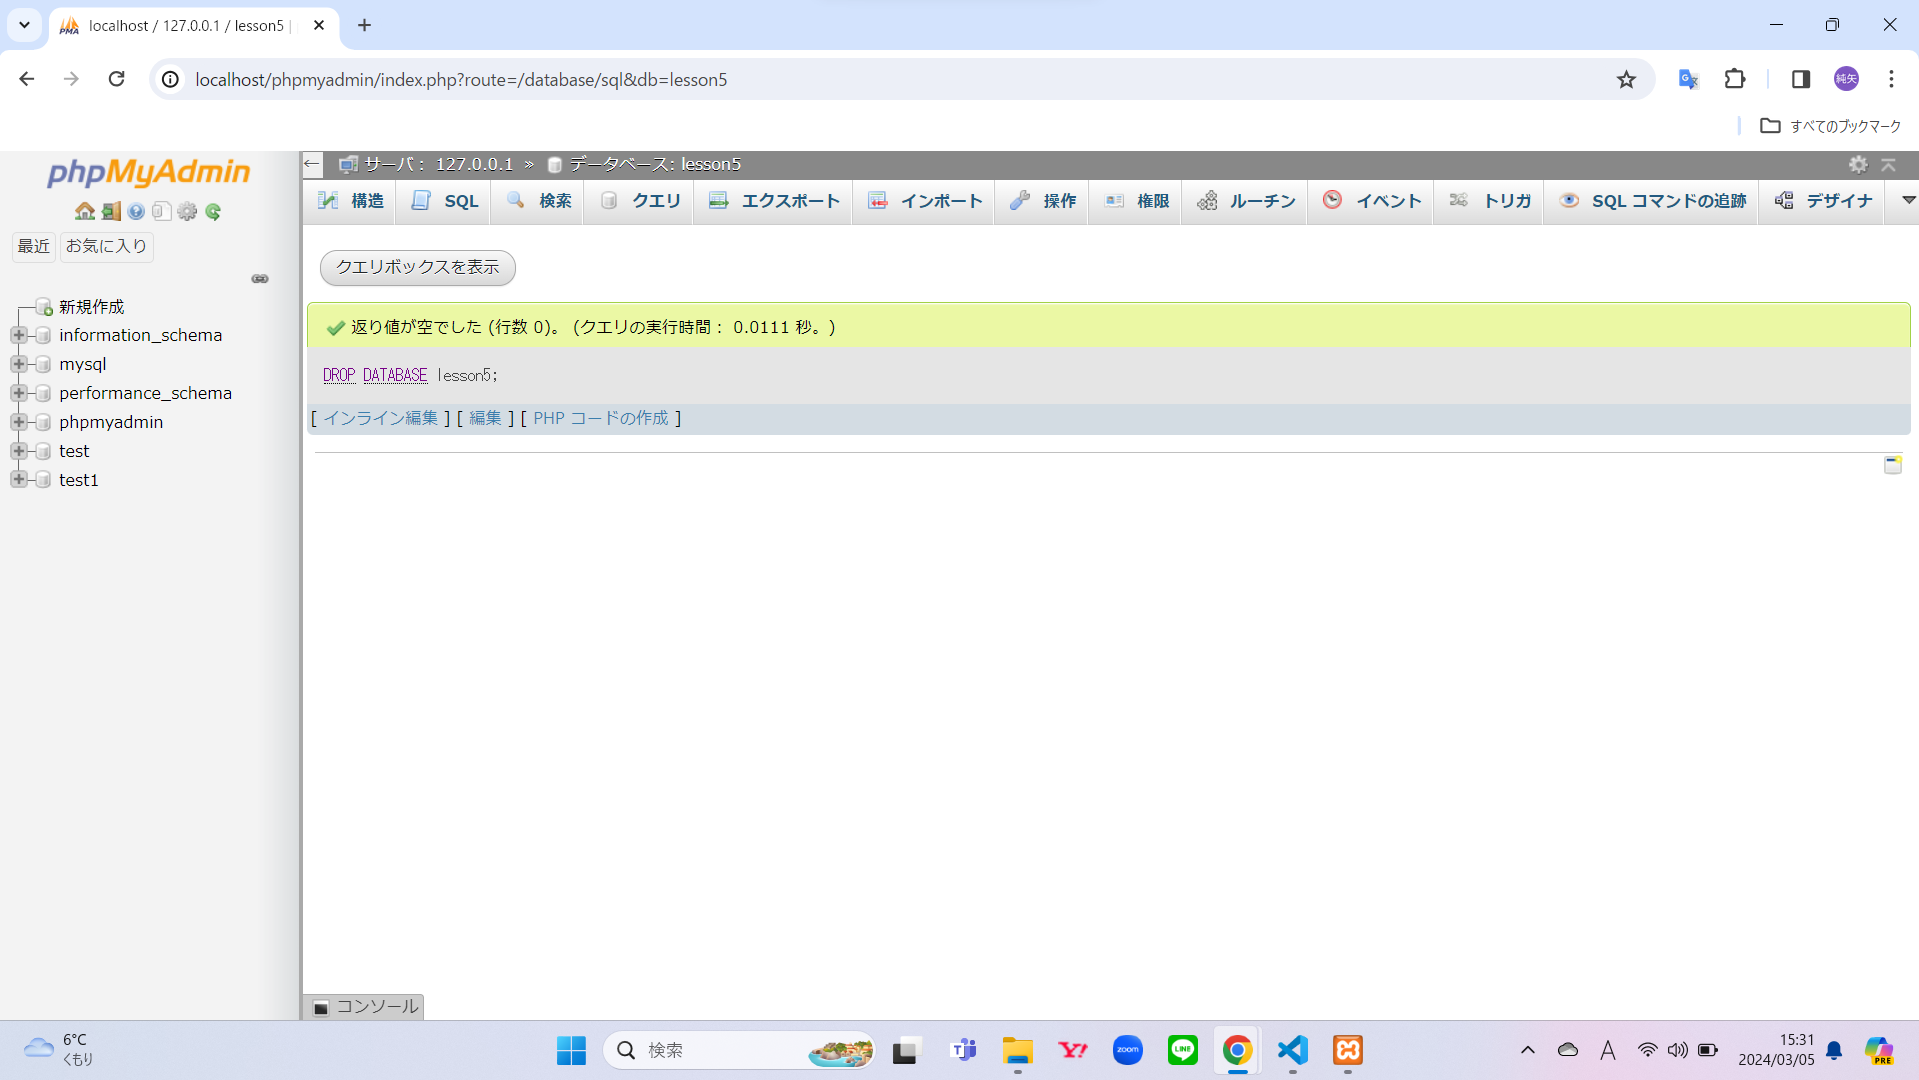 localhost / 127.0.0.1 / lesson5 |
localhost/phpmyadmin/index.php?route=/database/sql&db=lesson5
純矢
すべてのブックマーク
phpMyAdmin
最近 お気に入り
新規作成
information_schema
mysql
performance_schema
phpmyadmin
test
test1
サーバ： 127.0.0.1 » データベース: lesson5
構造 SQL 検索 クエリ エクスポート インポート 操作 権限 ルーチン イベント トリガ SQL コマンドの追跡 デザイナ
クエリボックスを表示
返り値が空でした (行数 0)。 (クエリの実行時間： 0.0111 秒。)
DROP DATABASE lesson5;
[ インライン編集 ] [ 編集 ] [ PHP コードの作成 ]
コンソール
6°C
くもり
検索
zoom
LINE
A
15:31
2024/03/05
PRE